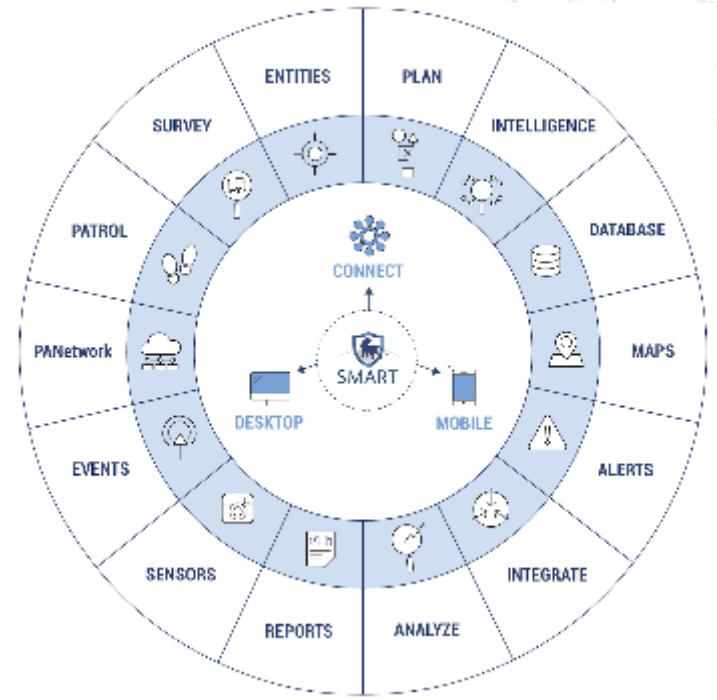 ENTITIES
PLAN
SURVEY
INTELLIGENCE
PATROL
DATABASE
CONNECT
PANetwork
MAPS
SMART
DESKTOP
MOBILE
EVENTS
ALERTS
SENSORS
INTEGRATE
REPORTS
ANALYZE